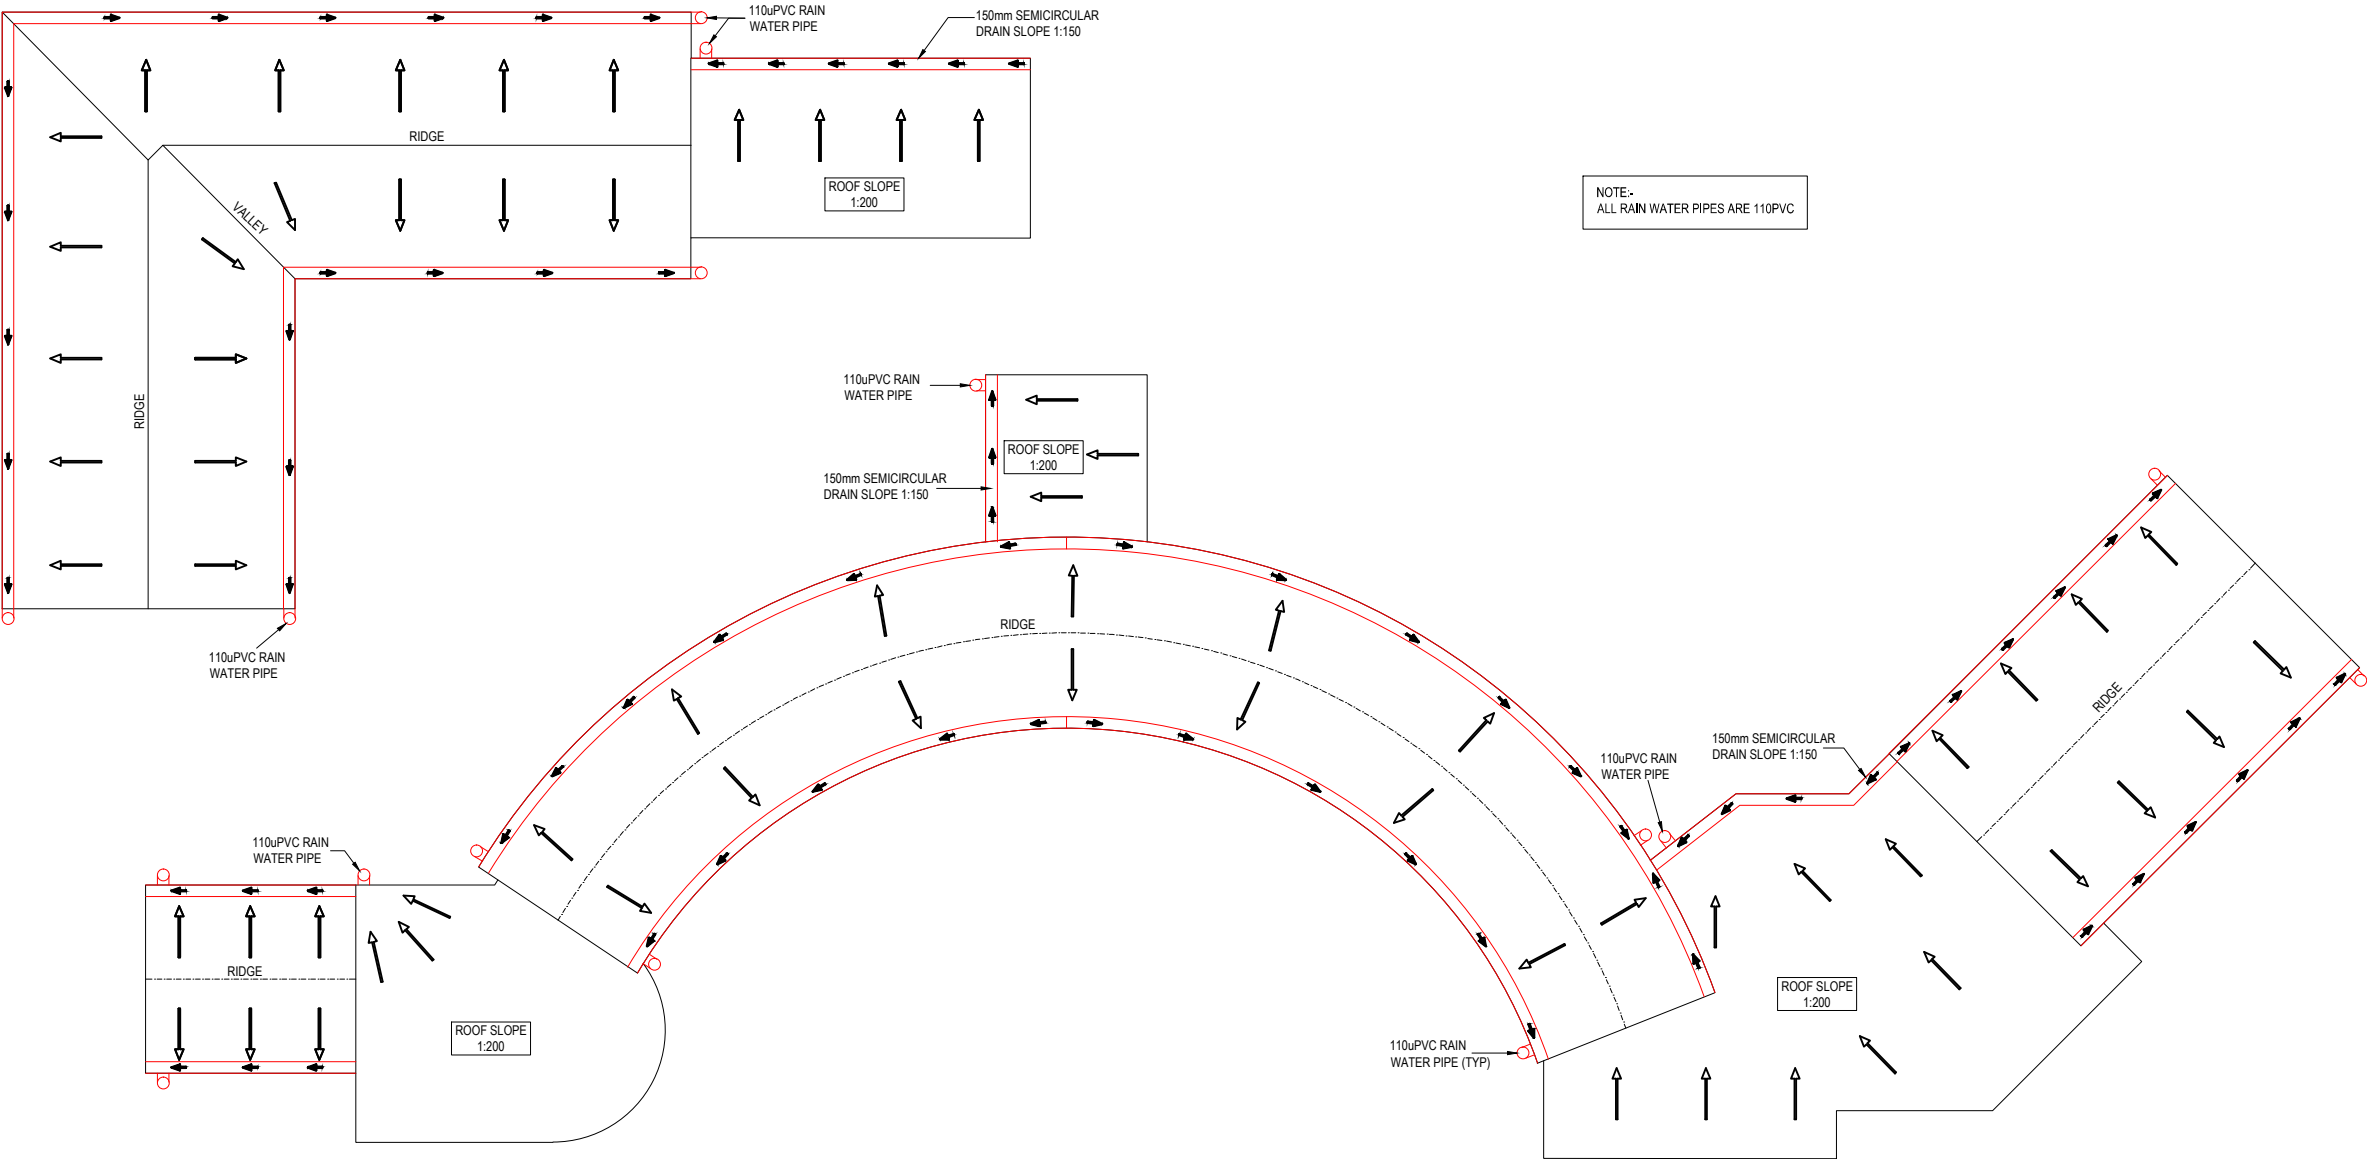 110uPVC RAIN
WATER PIPE
150mm SEMICIRCULAR
DRAIN SLOPE 1:150
RIDGE
ROOF SLOPE
1:200
VALLEY
NOTE:-
ALL RAIN WATER PIPES ARE 110PVC
RIDGE
110uPVC RAIN
WATER PIPE
110uPVC RAIN
WATER PIPE
ROOF SLOPE
1:200
150mm SEMICIRCULAR
DRAIN SLOPE 1:150
RIDGE
RIDGE
150mm SEMICIRCULAR
DRAIN SLOPE 1:150
110uPVC RAIN
WATER PIPE
110uPVC RAIN
WATER PIPE
RIDGE
ROOF SLOPE
1:200
ROOF SLOPE
1:200
110uPVC RAIN
WATER PIPE (TYP)